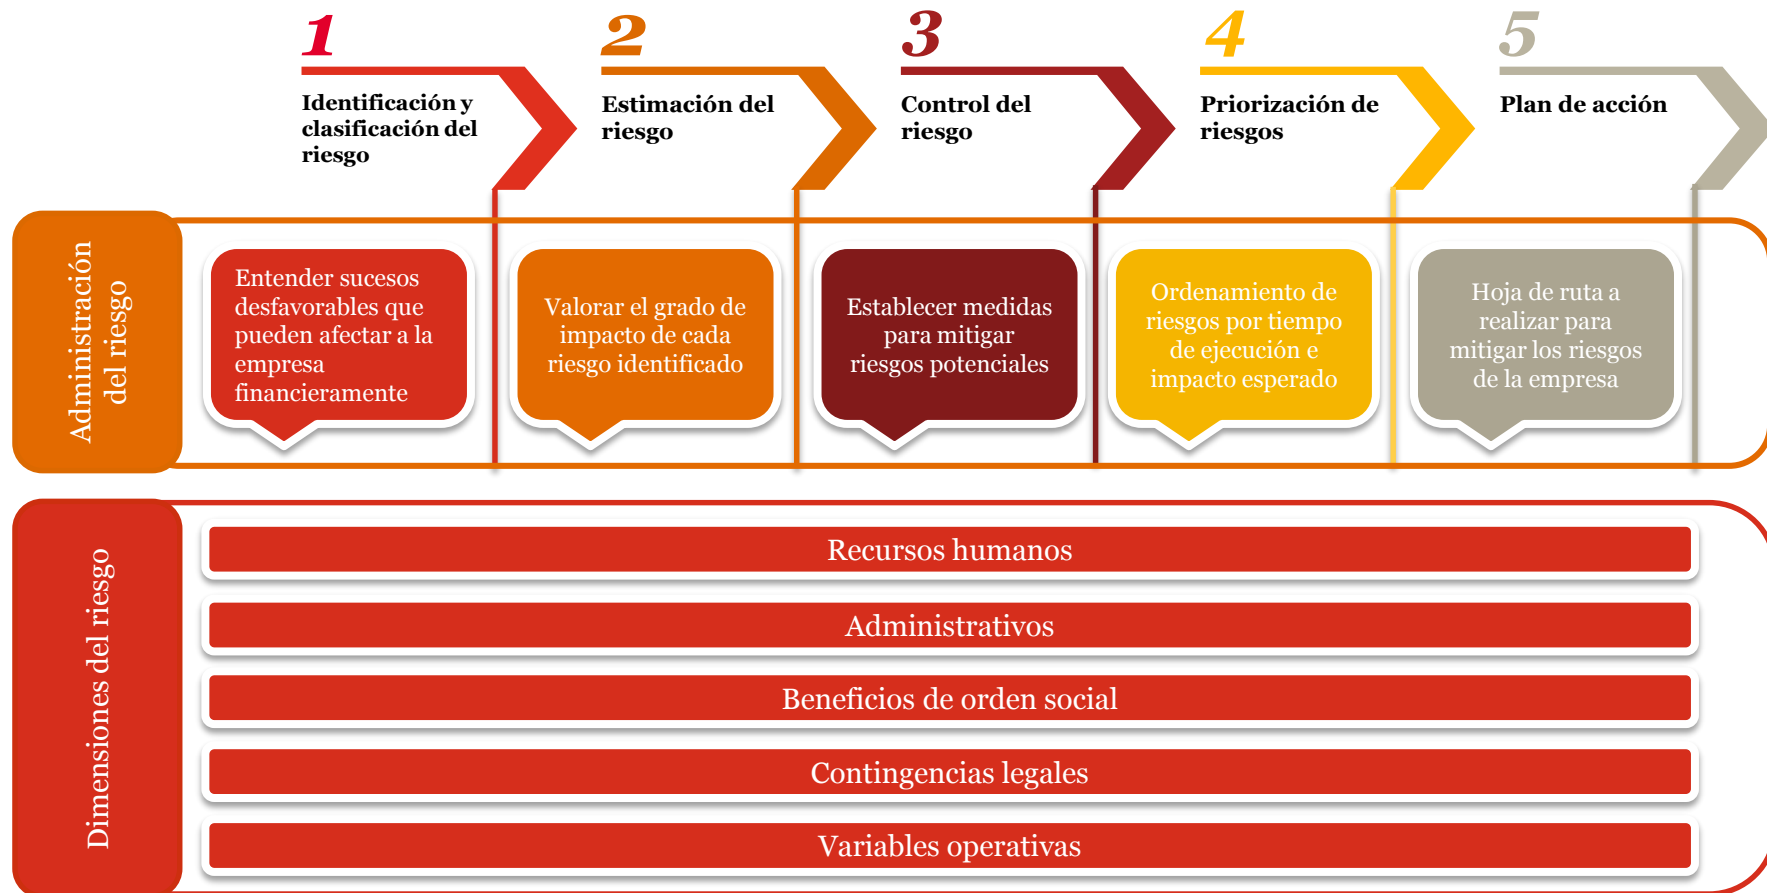 1
Identificación y
clasificación del
riesgo
2
Estimación del
riesgo
3
Control del
riesgo
4
Priorización de
riesgos
5
Plan de acción
Administración
del riesgo
Entender sucesos
desfavorables que
pueden afectar a la
empresa
financieramente
Valorar el grado de
impacto de cada
riesgo identificado
Establecer medidas
para mitigar
riesgos potenciales
Ordenamiento de
riesgos por tiempo
de ejecución e
impacto esperado
Hoja de ruta a
realizar para
mitigar los riesgos
de la empresa
Dimensiones del riesgo
Recursos humanos
Administrativos
Beneficios de orden social
Contingencias legales
Variables operativas